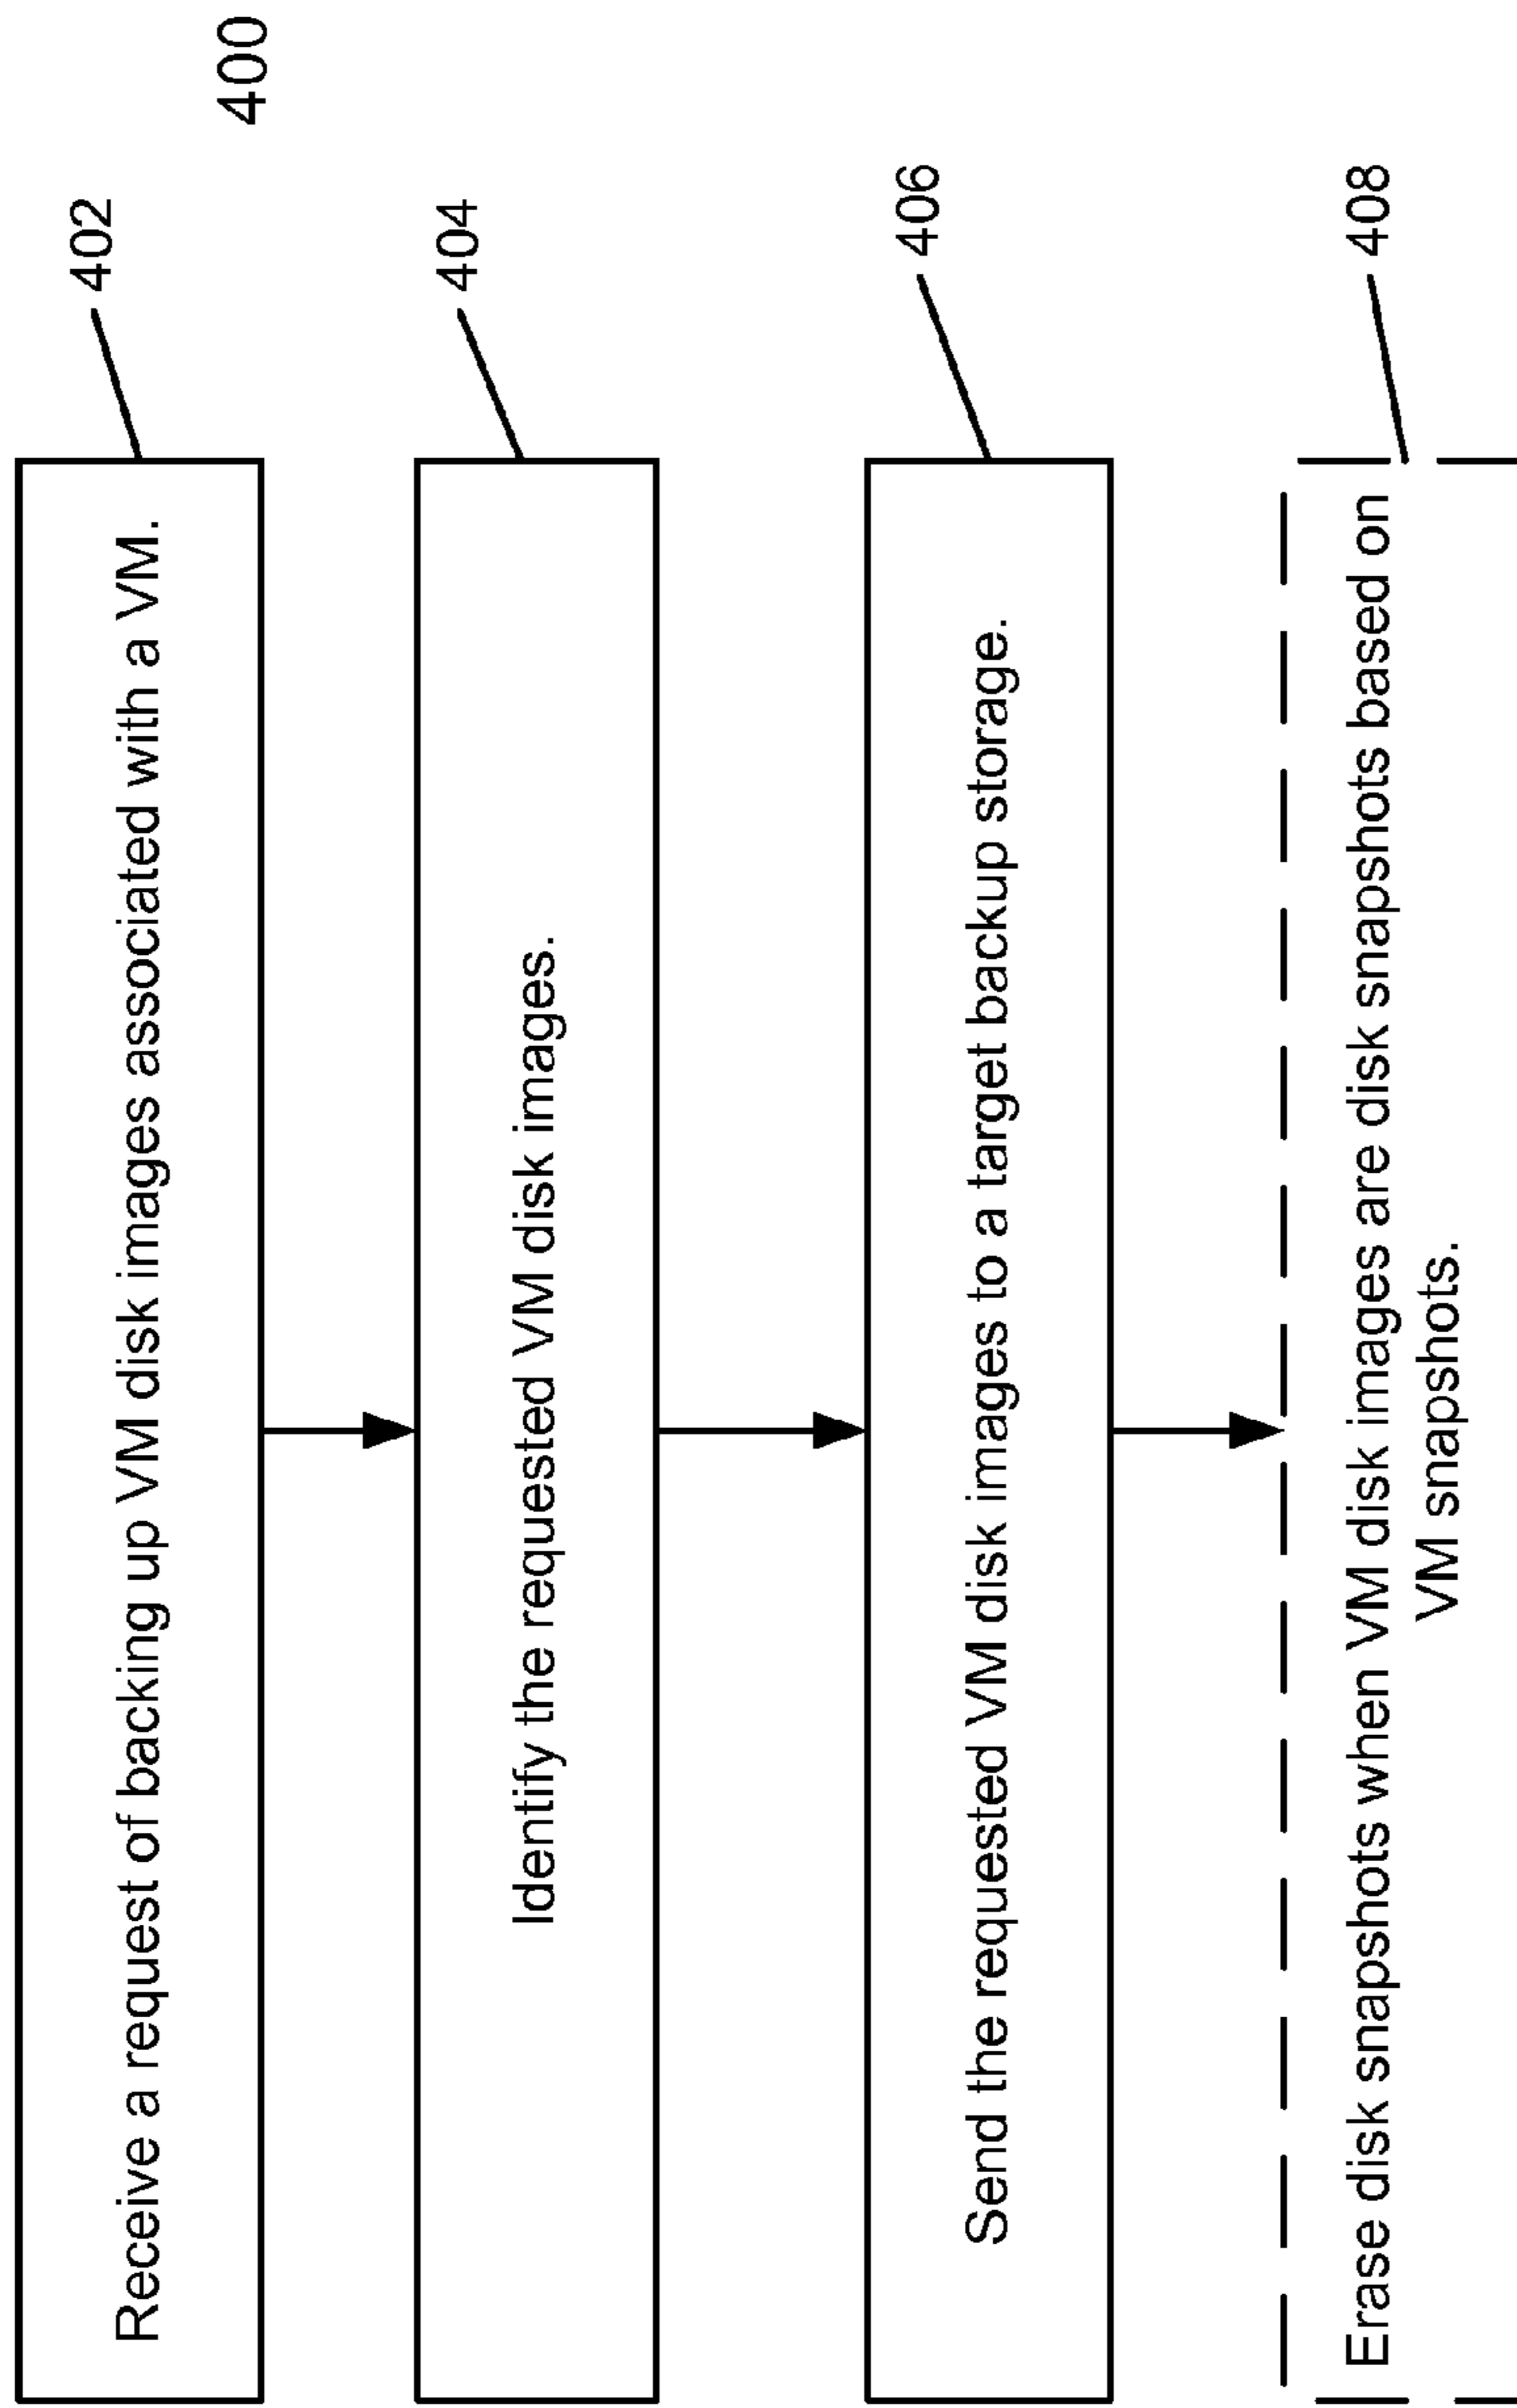 400
402
Receive a request of backing up VM disk images associated with a VM.
404
Identify the requested VM disk images.
406
Send the requested VM disk images to a target backup storage.
408
Erase disk snapshots when VM disk images are disk snapshots based on
VM snapshots.